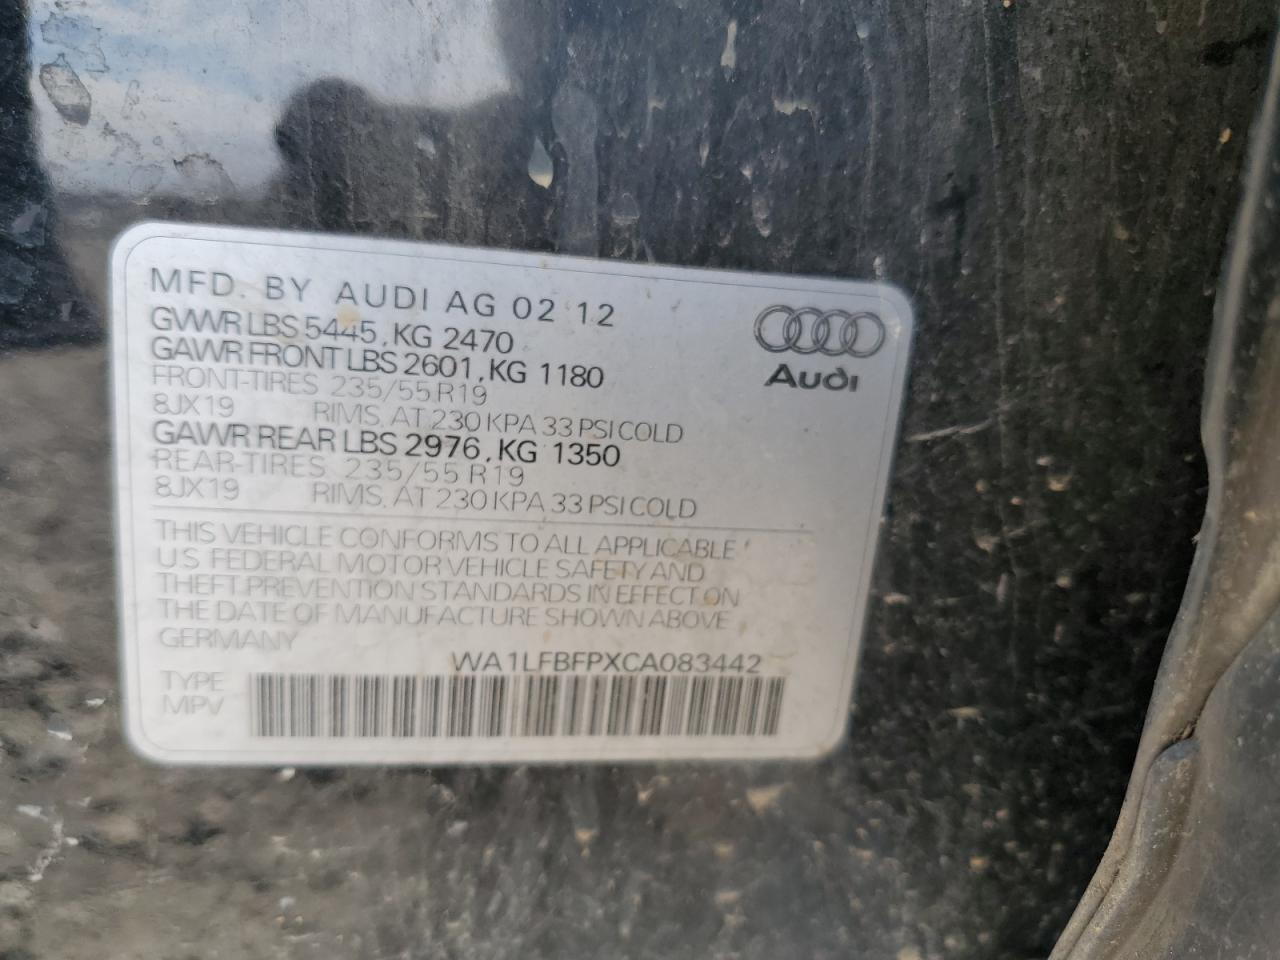 MFD. BY AUDI AG 02 12
GVWR LBS 5445, KG 2470
GAWR FRONT LBS 2601, KG 1180
FRONT-TIRES 235/55 R19
8JX19 RIMS, AT 230 KPA 33 PSI COLD
GAWR REAR LBS 2976, KG 1350
REAR-TIRES 235/55 R19
8JX19 RIMS, AT 230 KPA 33 PSI COLD
Audi
THIS VEHICLE CONFORMS TO ALL APPLICABLE
U.S FEDERAL MOTOR VEHICLE SAFETY AND
THEFT PREVENTION STANDARDS IN EFFECT ON
THE DATE OF MANUFACTURE SHOWN ABOVE
GERMANY
WA1LFBFPXCA083442
TYPE
MPV